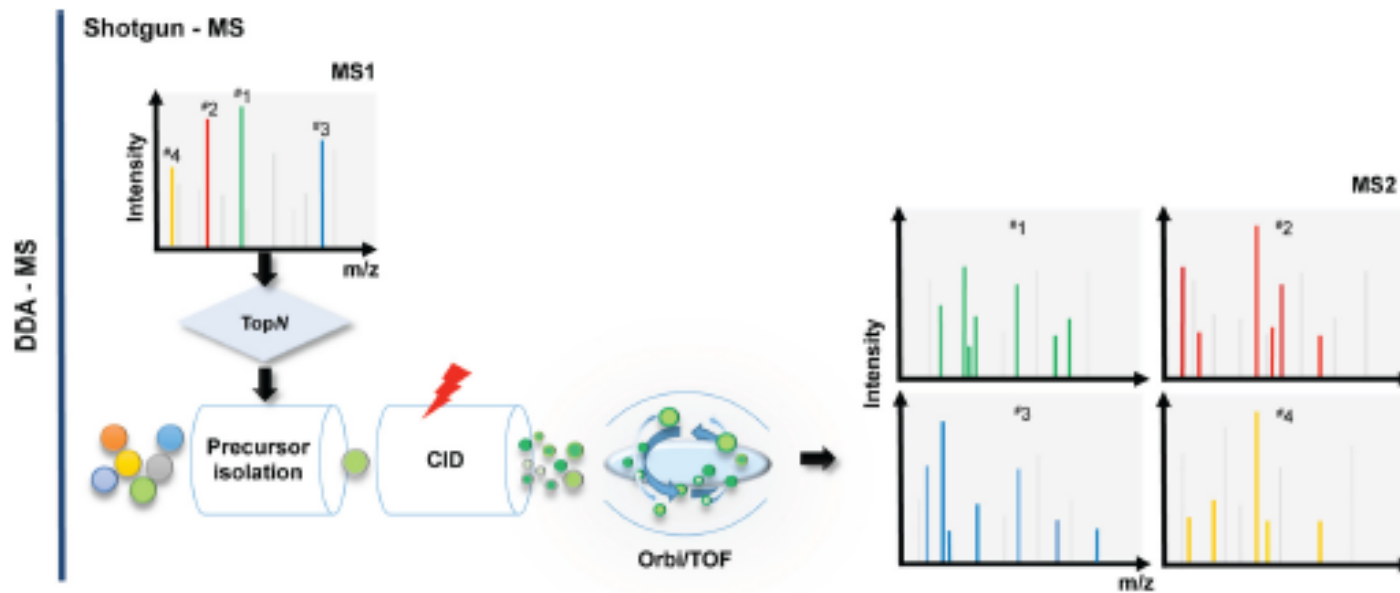 Shotgun - MS
DDA - MS
MS1
Intensity
#4
#2
#1
#3
m/z
TopN
Precursor
isolation
CID
Orbi/TOF
MS2
Intensity
#1
#2
#3
#4
m/z